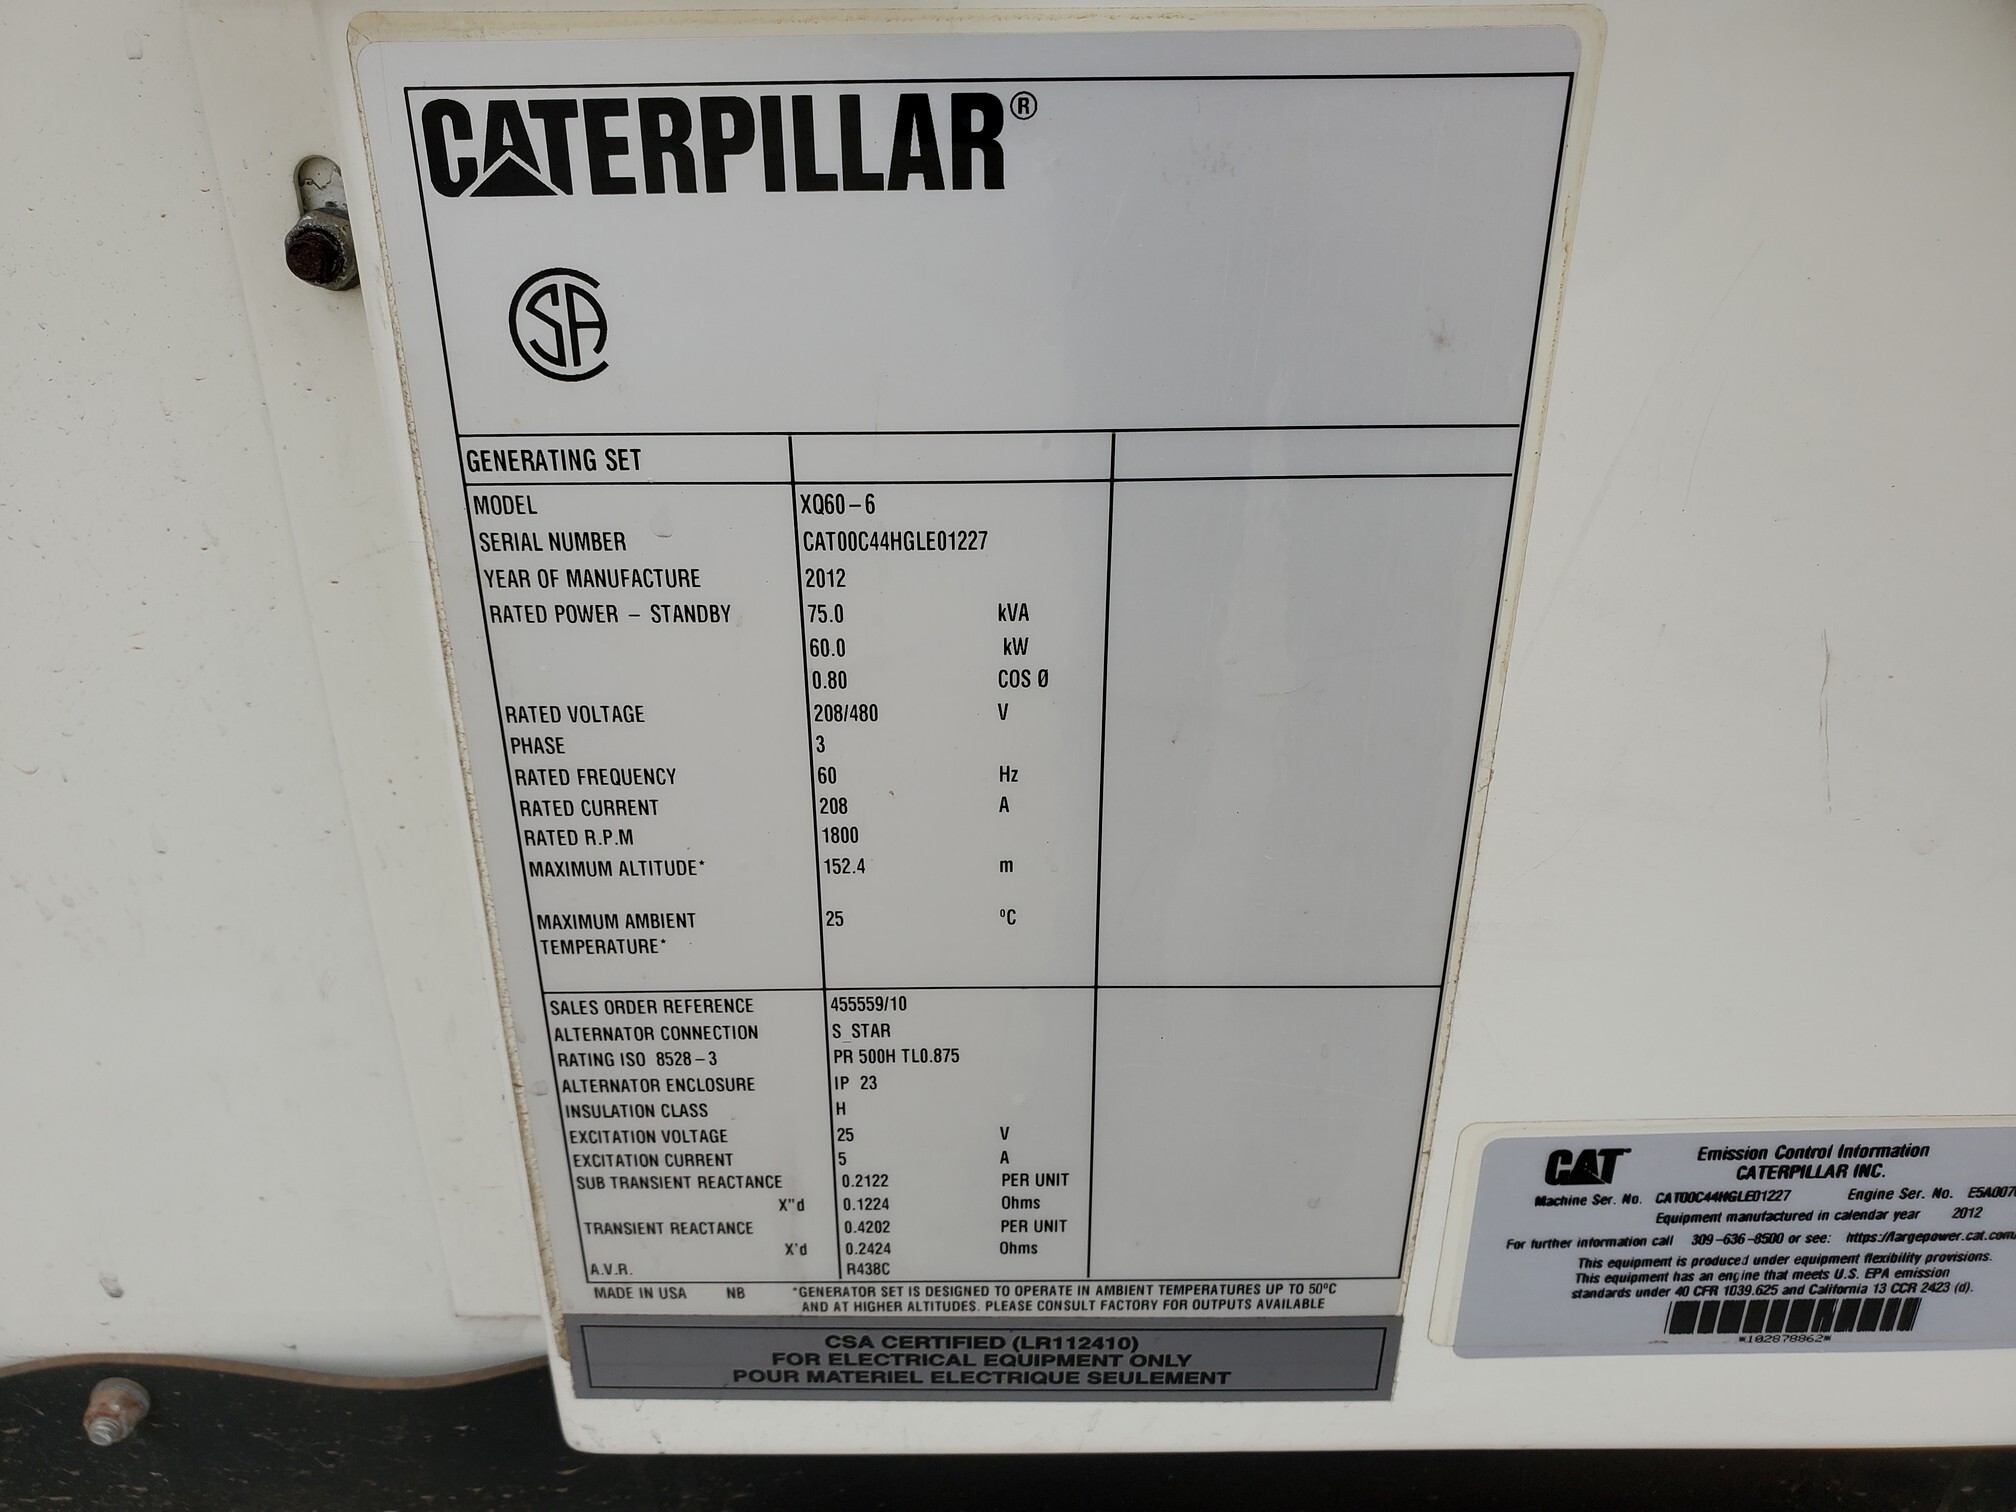 CATERPILLAR®
CSA
GENERATING SET
MODEL XQ60-6
SERIAL NUMBER CAT00C44HGLE01227
YEAR OF MANUFACTURE 2012
RATED POWER - STANDBY 75.0 kVA
60.0 kW
0.80 COS Ø
RATED VOLTAGE 208/480 V
PHASE 3
RATED FREQUENCY 60 Hz
RATED CURRENT 208 A
RATED R.P.M 1800
MAXIMUM ALTITUDE* 152.4 m
MAXIMUM AMBIENT 25 °C
TEMPERATURE*
SALES ORDER REFERENCE 455559/10
ALTERNATOR CONNECTION S_STAR
RATING ISO 8528-3 PR 500H TL0.875
ALTERNATOR ENCLOSURE IP 23
INSULATION CLASS H
EXCITATION VOLTAGE 25 V
EXCITATION CURRENT 5 A
SUB TRANSIENT REACTANCE 0.2122 PER UNIT
X"d 0.1224 Ohms
TRANSIENT REACTANCE 0.4202 PER UNIT
X'd 0.2424 Ohms
A.V.R. R438C
MADE IN USA NB *GENERATOR SET IS DESIGNED TO OPERATE IN AMBIENT TEMPERATURES UP TO 50°C
AND AT HIGHER ALTITUDES. PLEASE CONSULT FACTORY FOR OUTPUTS AVAILABLE
CSA CERTIFIED (LR112410)
FOR ELECTRICAL EQUIPMENT ONLY
POUR MATERIEL ELECTRIQUE SEULEMENT
CAT Emission Control Information
CATERPILLAR INC.
Machine Ser. No. CAT00C44HGLE01227 Engine Ser. No. E5A007
Equipment manufactured in calendar year 2012
For further information call 309-636-8500 or see: https://largepower.cat.com/
This equipment is produced under equipment flexibility provisions.
This equipment has an engine that meets U.S. EPA emission
standards under 40 CFR 1039.625 and California 13 CCR 2423 (d).
*102878862*